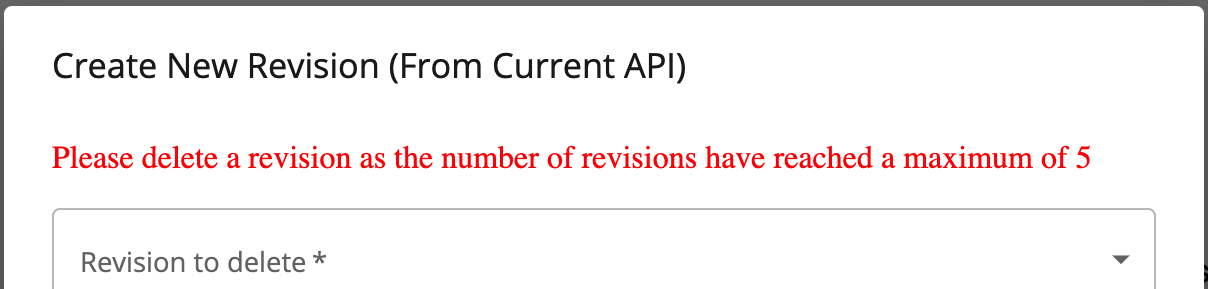 Create New Revision (From Current API)
Please delete a revision as the number of revisions have reached a maximum of 5
Revision to delete *